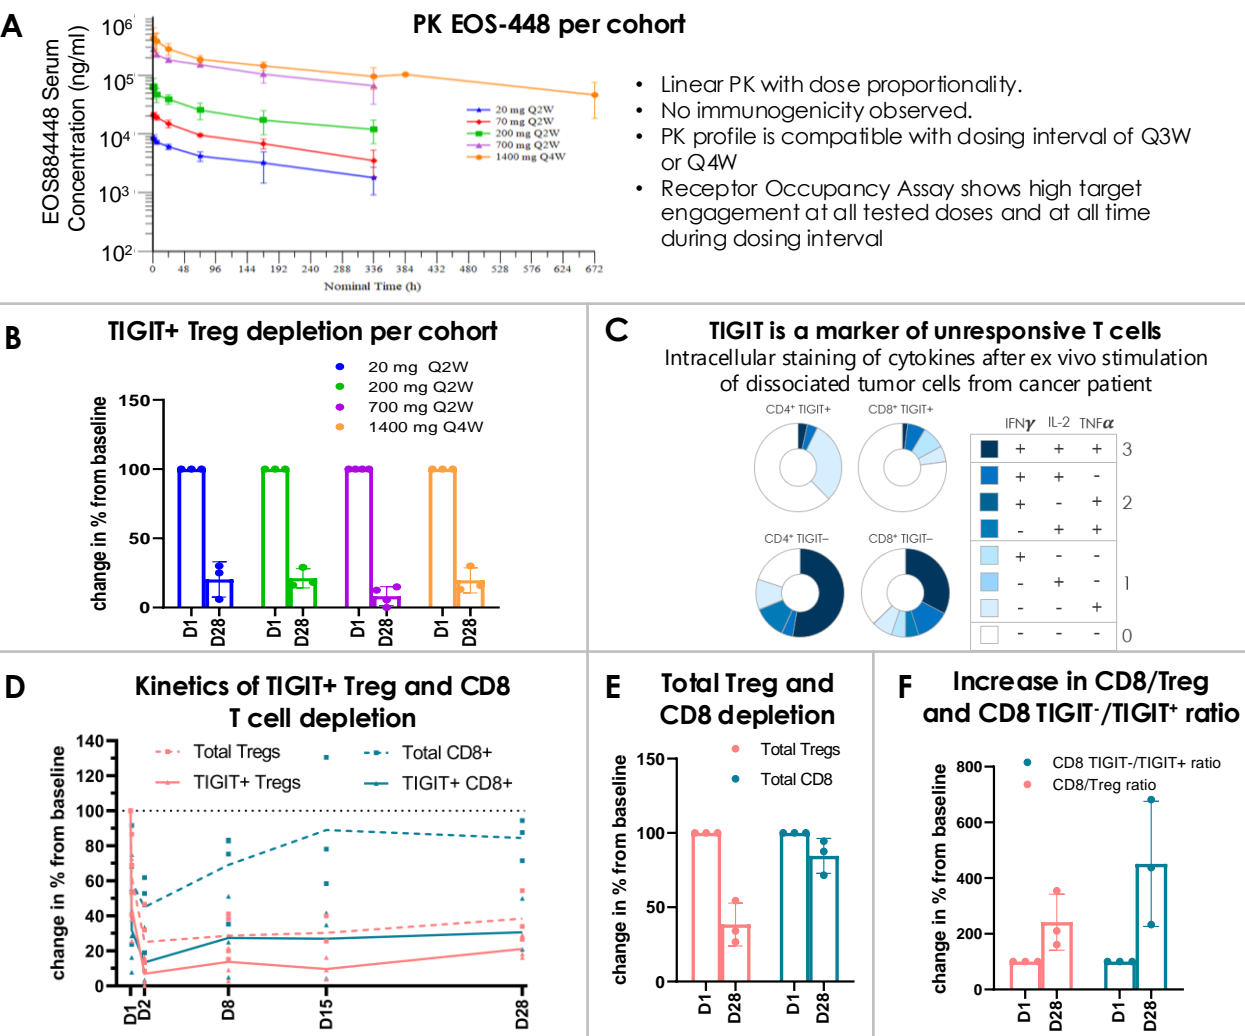 A
PK EOS-448 per cohort
EOS884448 Serum
Concentration (ng/ml)
10⁶
10⁵
10⁴
10³
10²
0 48 96 144 192 240 288 336 384 432 480 528 576 624 672
Nominal Time (h)
20 mg Q2W
70 mg Q2W
200 mg Q2W
700 mg Q2W
1400 mg Q4W
• Linear PK with dose proportionality.
• No immunogenicity observed.
• PK profile is compatible with dosing interval of Q3W
or Q4W
• Receptor Occupancy Assay shows high target
engagement at all tested doses and at all time
during dosing interval
B
TIGIT+ Treg depletion per cohort
20 mg Q2W
200 mg Q2W
700 mg Q2W
1400 mg Q4W
change in % from baseline
150
100
50
0
D1 D28 D1 D28 D1 D28 D1 D28
C
TIGIT is a marker of unresponsive T cells
Intracellular staining of cytokines after ex vivo stimulation
of dissociated tumor cells from cancer patient
CD4⁺ TIGIT+ CD8⁺ TIGIT+
CD4⁺ TIGIT– CD8⁺ TIGIT–
IFNγ IL-2 TNFα
+ + + 3
+ + -
+ - + 2
- + +
+ - -
- + - 1
- - +
- - - 0
D
Kinetics of TIGIT+ Treg and CD8
T cell depletion
Total Tregs Total CD8+
TIGIT+ Tregs TIGIT+ CD8+
change in % from baseline
140
120
100
80
60
40
20
0
D1 D2 D8 D15 D28
E
Total Treg and
CD8 depletion
Total Tregs
Total CD8
change in % from baseline
150
100
50
0
D1 D28 D1 D28
F
Increase in CD8/Treg
and CD8 TIGIT⁻/TIGIT⁺ ratio
CD8 TIGIT-/TIGIT+ ratio
CD8/Treg ratio
change in % from baseline
800
600
400
200
0
D1 D28 D1 D28